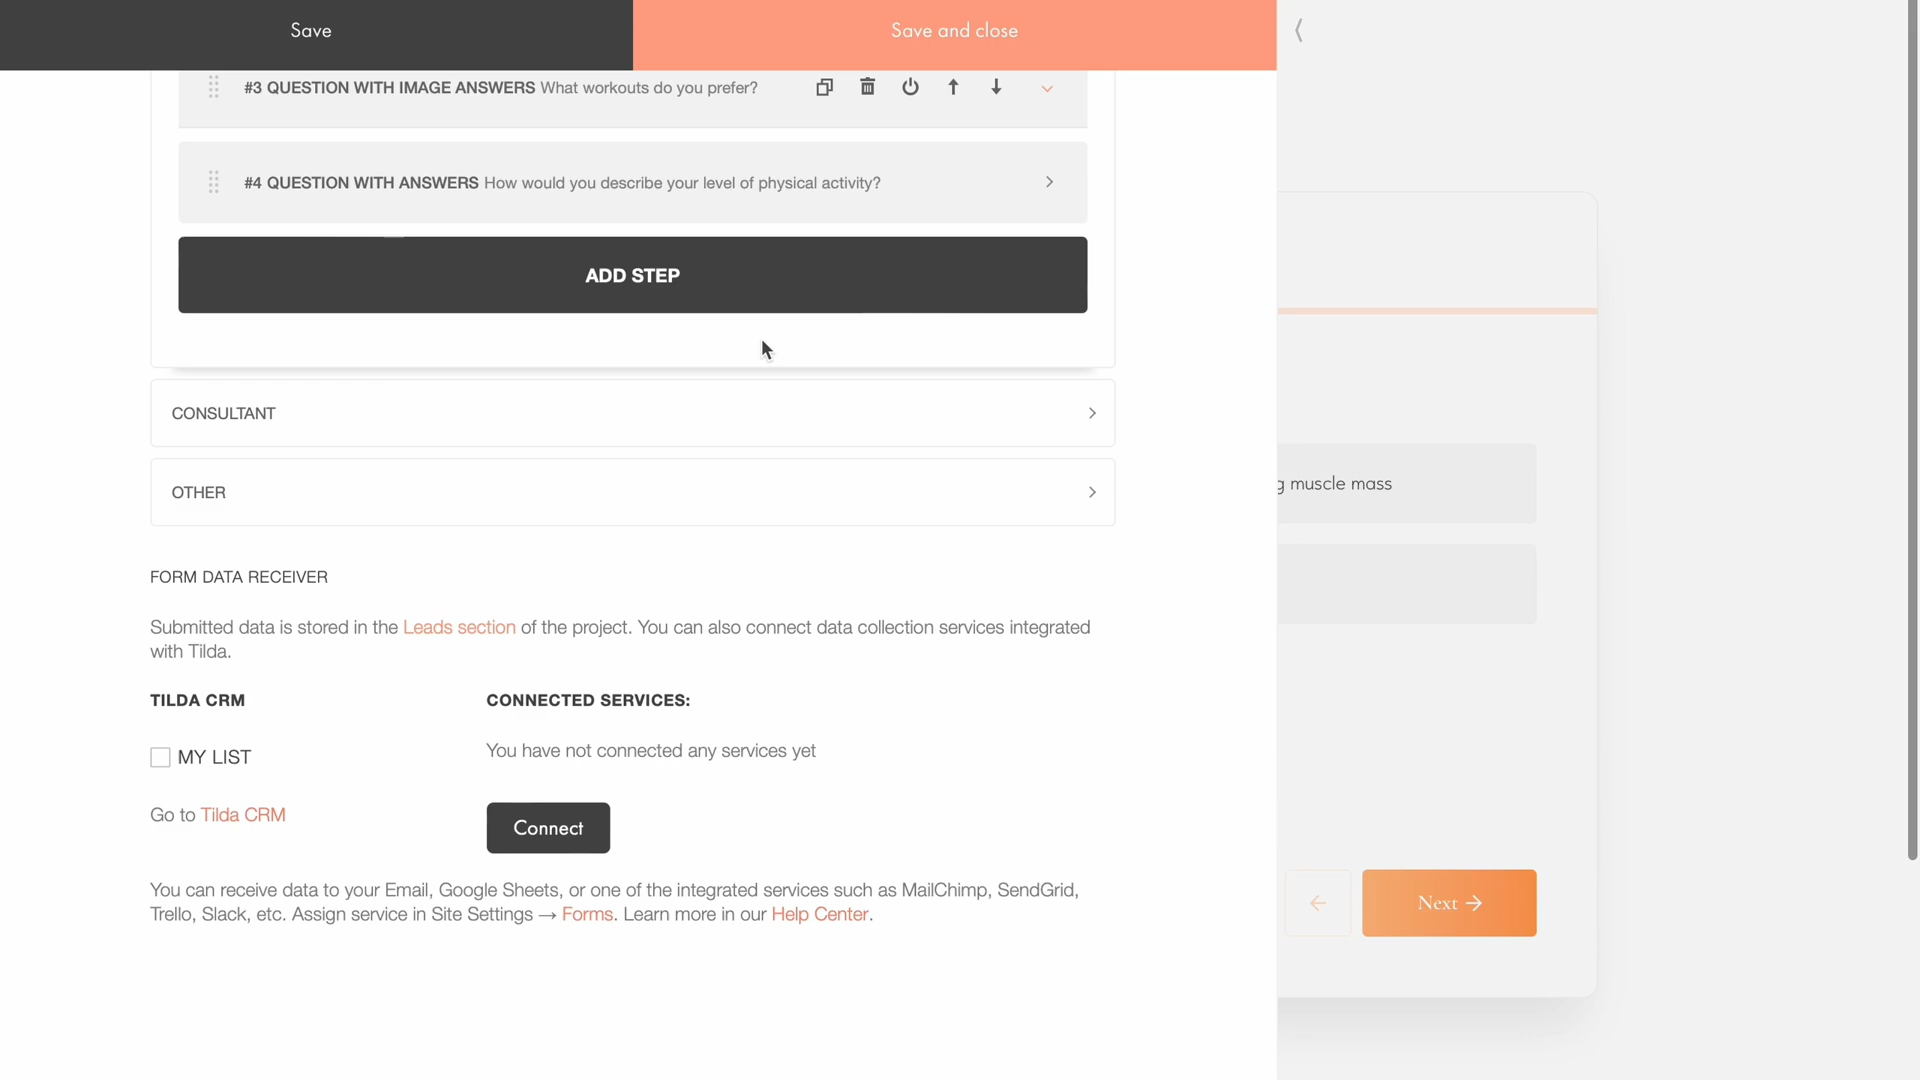 Save
Save and close
#3 QUESTION WITH IMAGE ANSWERS What workouts do you prefer?
#4 QUESTION WITH ANSWERS How would you describe your level of physical activity?
ADD STEP
CONSULTANT
OTHER
g muscle mass
FORM DATA RECEIVER
Submitted data is stored in the Leads section of the project. You can also connect data collection services integrated
with Tilda.
TILDA CRM
CONNECTED SERVICES:
MY LIST
You have not connected any services yet
Go to Tilda CRM
Connect
You can receive data to your Email, Google Sheets, or one of the integrated services such as MailChimp, SendGrid,
Trello, Slack, etc. Assign service in Site Settings → Forms. Learn more in our Help Center.
← Next →